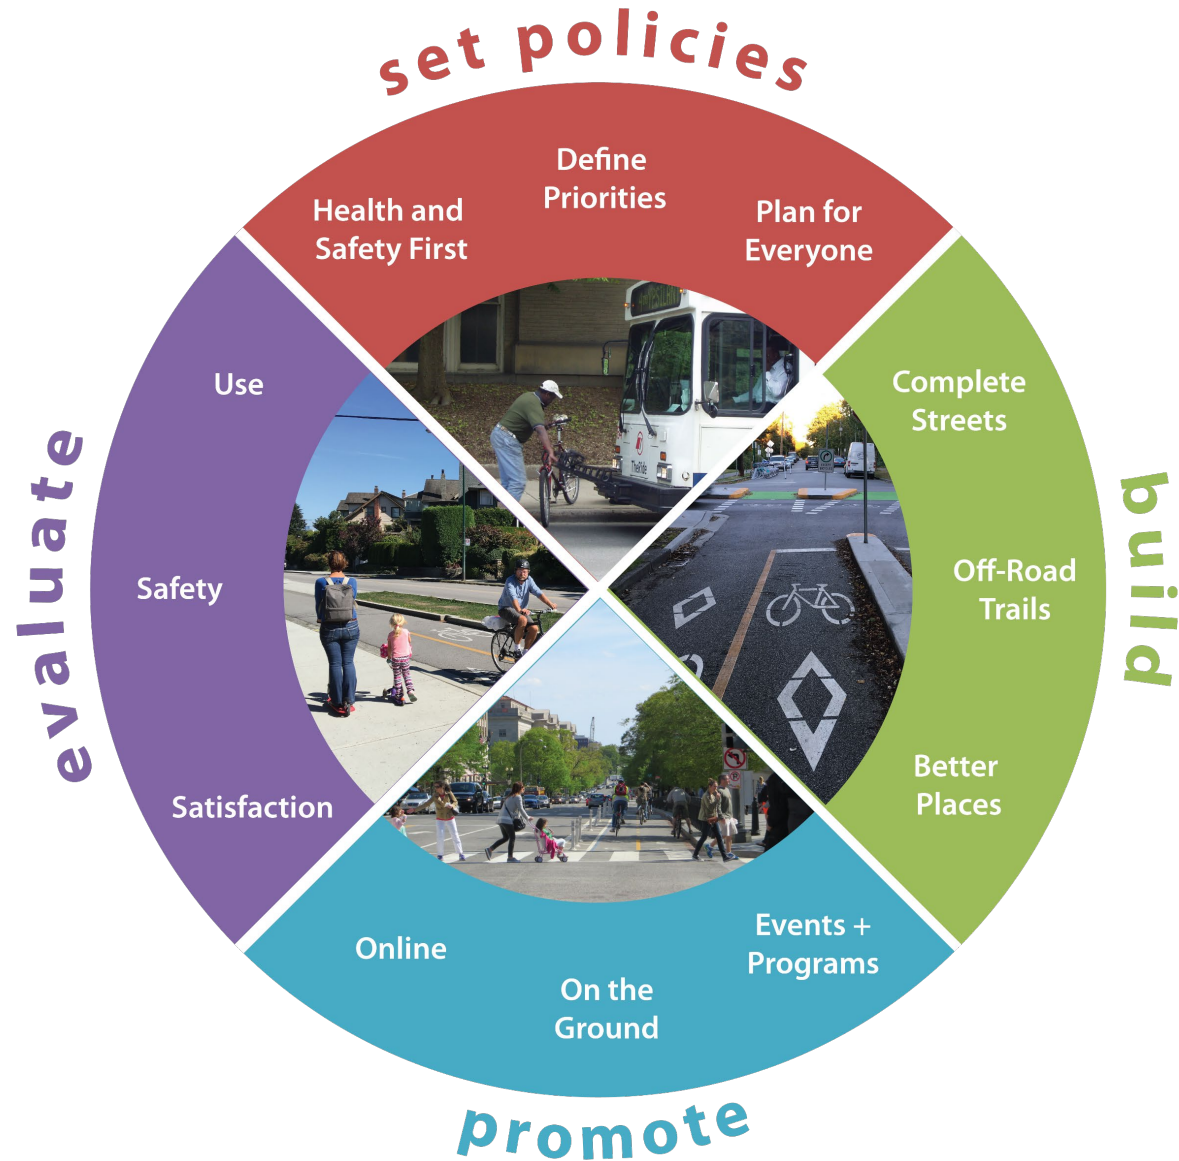 set policies
Health and
Safety First
Define
Priorities
Plan for
Everyone
build
Complete
Streets
Off-Road
Trails
Better
Places
promote
Events +
Programs
On the
Ground
Online
evaluate
Satisfaction
Safety
Use
TheRide